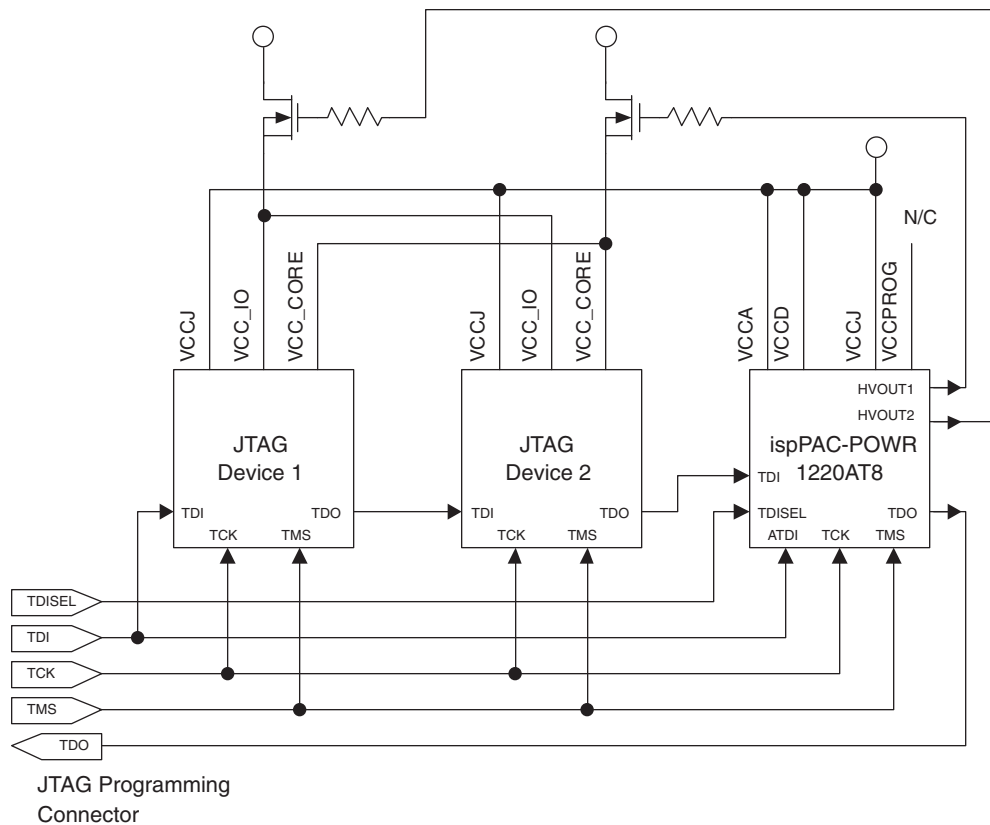 N/C
VCCJ
VCC_IO
VCC_CORE
VCCJ
VCC_IO
VCC_CORE
VCCA
VCCD
VCCJ
VCCPROG
JTAG
Device 1
TDI
TDO
TCK
TMS
JTAG
Device 2
TDI
TDO
TCK
TMS
HVOUT1
HVOUT2
ispPAC-POWR
1220AT8
TDI
TDISEL
TDO
ATDI
TCK
TMS
TDISEL
TDI
TCK
TMS
TDO
JTAG Programming
Connector